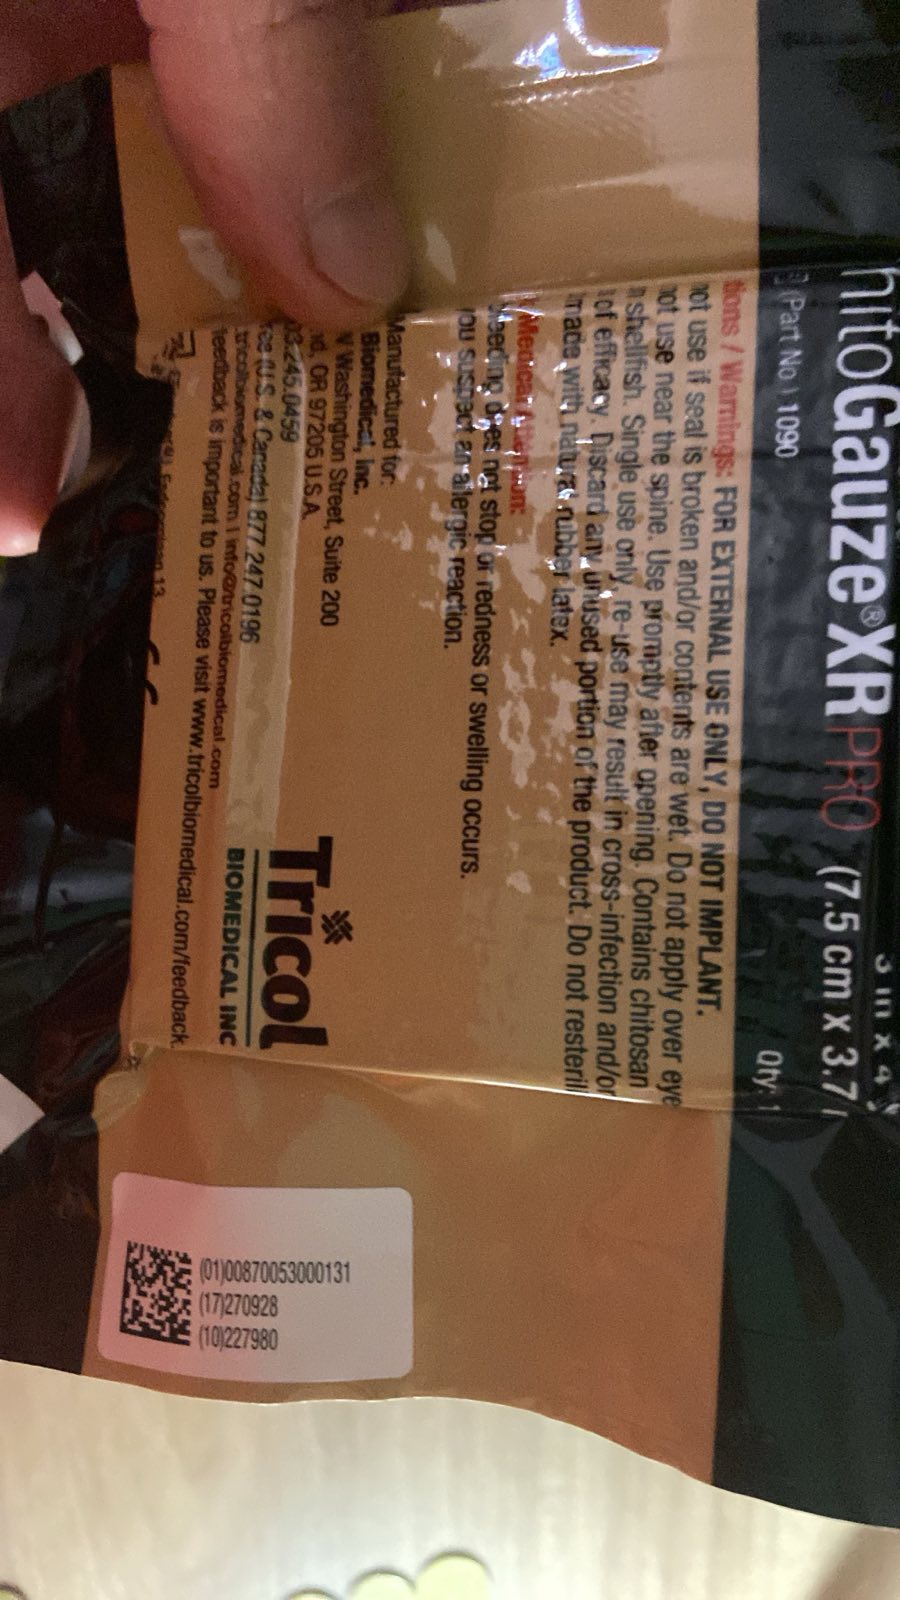 3 in x 4
hitoGauze®XR PRO (7.5 cm x 3.7
(Part No.) 1090 Qty: 1
tions / Warnings: FOR EXTERNAL USE ONLY, DO NOT IMPLANT.
not use if seal is broken and/or contents are wet. Do not apply over eye
not use near the spine. Use promptly after opening. Contains chitosan
shellfish. Single use only, re-use may result in cross-infection and/or
of efficacy. Discard any unused portion of the product. Do not resteril
made with natural rubber latex.
Medical Attention:
bleeding does not stop or redness or swelling occurs.
you suspect an allergic reaction.
Manufactured for:
Biomedical, Inc.
Washington Street, Suite 200
OR 97205 U.S.A.
245.0459
(U.S. & Canada) 877.247.0196
tricolbiomedical.com | info@tricolbiomedical.com
feedback is important to us. Please visit www.tricolbiomedical.com/feedback.
13
CE
Tricol
BIOMEDICAL INC
(01)00870053000131
(17)270928
(10)227980